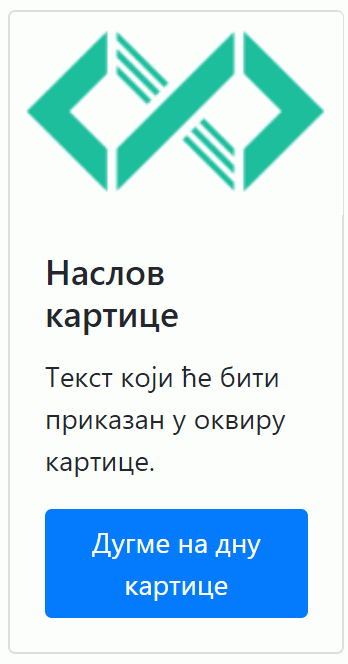 Наслов
картице
Текст који ће бити
приказан у оквиру
картице.
Дугме на дну
картице